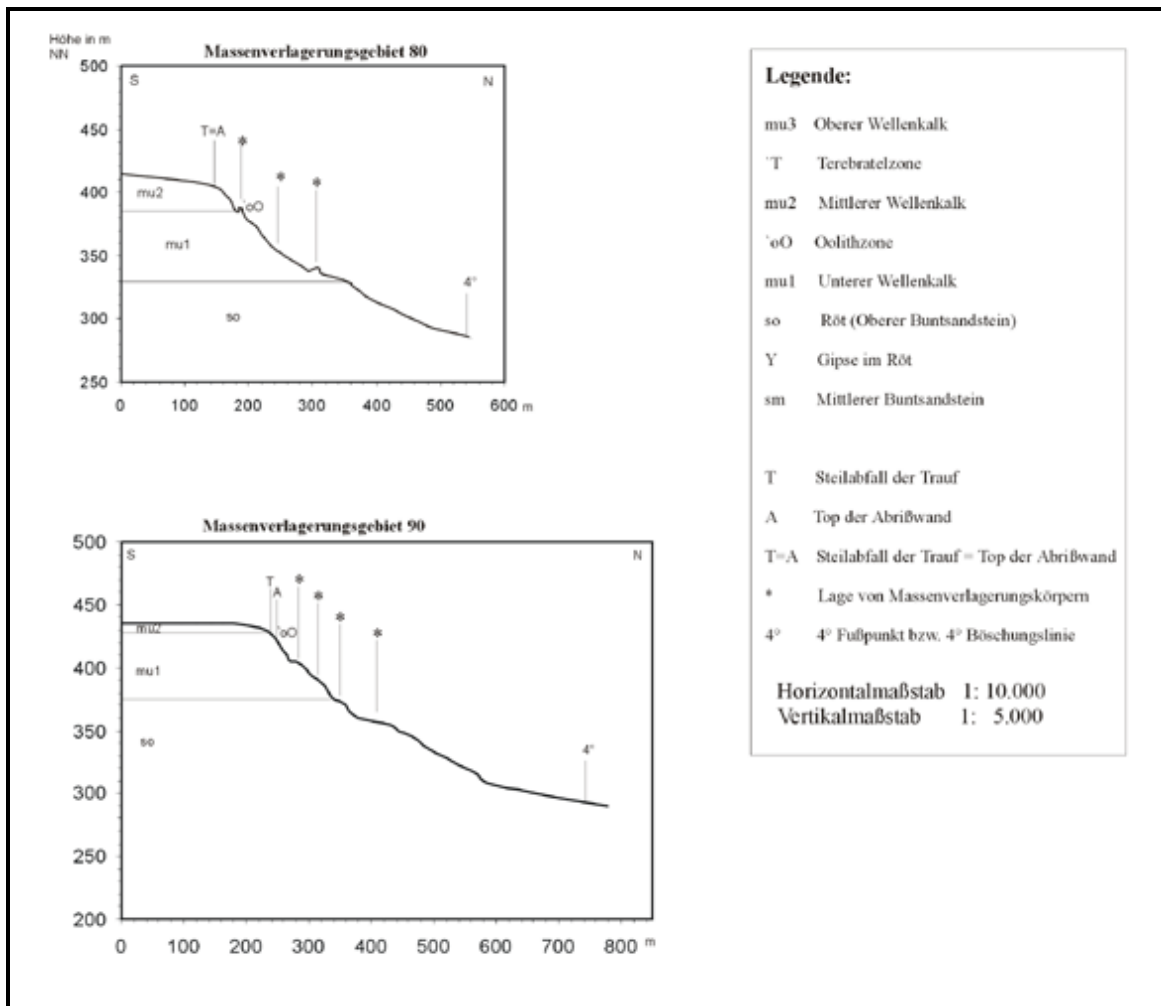 Höhe in m
NN
Massenverlagerungsgebiet 80
500
S
N
450
T=A
*
*
*
400
mu2
`oO
350
mu1
4°
300
so
250
0 100 200 300 400 500 600 m
Massenverlagerungsgebiet 90
500
S
N
T
A
*
*
*
*
450
mu2
`oO
400
mu1
350
so
4°
300
250
200
0 100 200 300 400 500 600 700 800 m
Legende:
mu3 Oberer Wellenkalk
`T Terebratelzone
mu2 Mittlerer Wellenkalk
`oO Oolithzone
mu1 Unterer Wellenkalk
so Röt (Oberer Buntsandstein)
Y Gipse im Röt
sm Mittlerer Buntsandstein
T Steilabfall der Trauf
A Top der Abrißwand
T=A Steilabfall der Trauf = Top der Abrißwand
* Lage von Massenverlagerungskörpern
4° 4° Fußpunkt bzw. 4° Böschungslinie
Horizontalmaßstab 1: 10.000
Vertikalmaßstab 1: 5.000